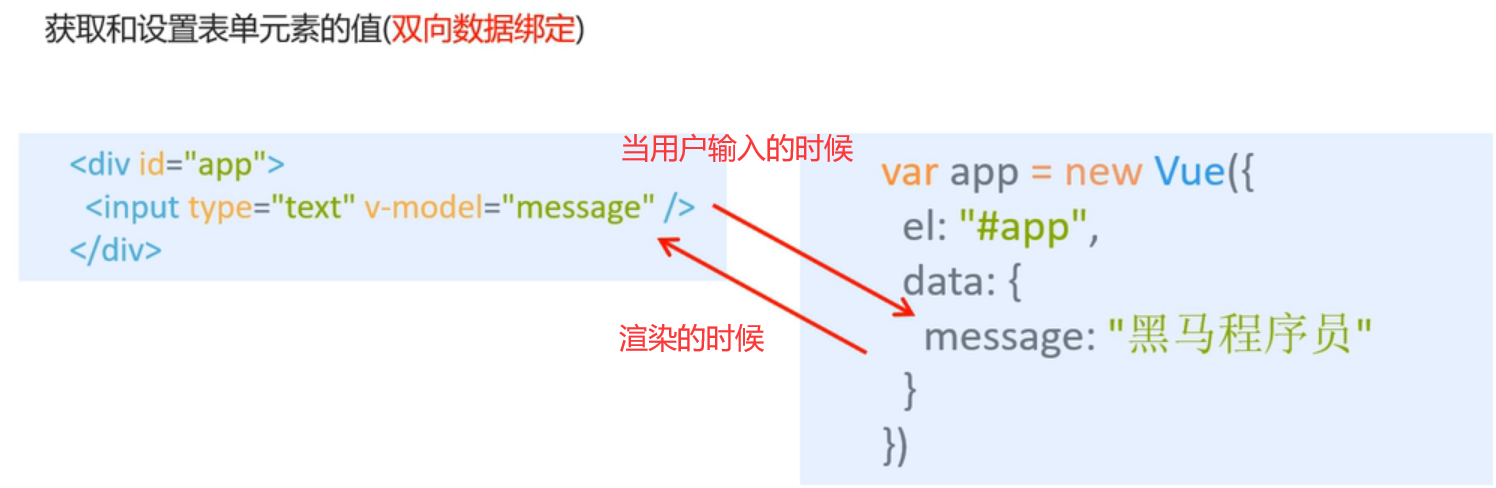 获取和设置表单元素的值(双向数据绑定)
<div id="app">
<input type="text" v-model="message" />
</div>
当用户输入的时候
渲染的时候
var app = new Vue({
el: "#app",
data: {
message: "黑马程序员"
}
})